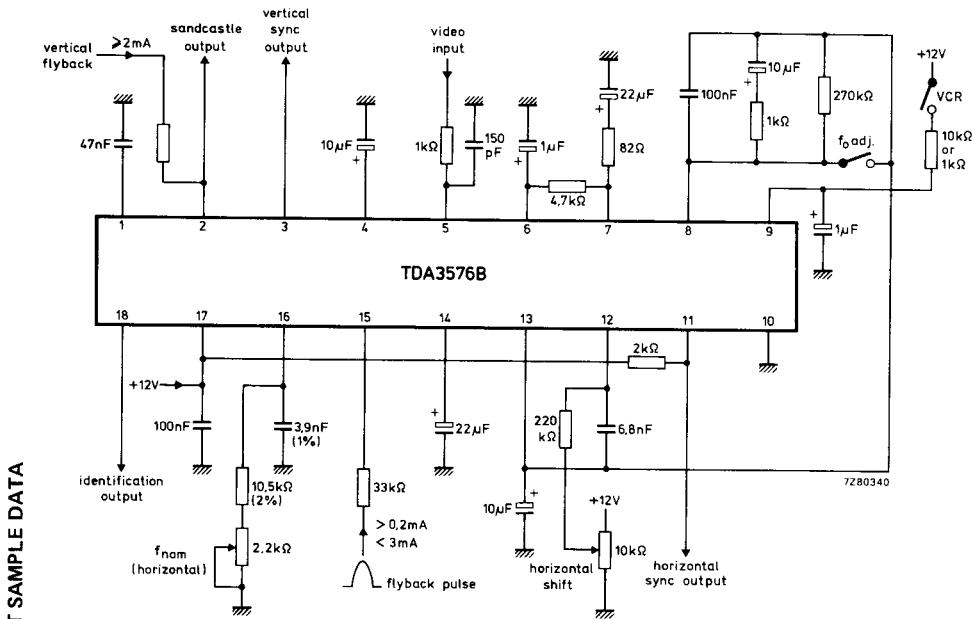 ≥2mA
vertical
flyback
sandcastle
output
vertical
sync
output
video
input
+12V
VCR
10kΩ
or
1kΩ
47nF
10µF
+
1kΩ
150
pF
1µF
+
22µF
+
82Ω
4,7kΩ
100nF
10µF
+
1kΩ
270kΩ
f₀ adj.
+
1µF
1
2
3
4
5
6
7
8
9
TDA3576B
18
17
16
15
14
13
12
11
10
2kΩ
+12V
100nF
3,9nF
(1%)
+
22µF
220
kΩ
6,8nF
identification
output
10,5kΩ
(2%)
33kΩ
10µF
+
+12V
7Z80340
fnom
(horizontal)
2,2kΩ
> 0,2mA
< 3mA
flyback pulse
10kΩ
horizontal
shift
horizontal
sync output
T SAMPLE DATA